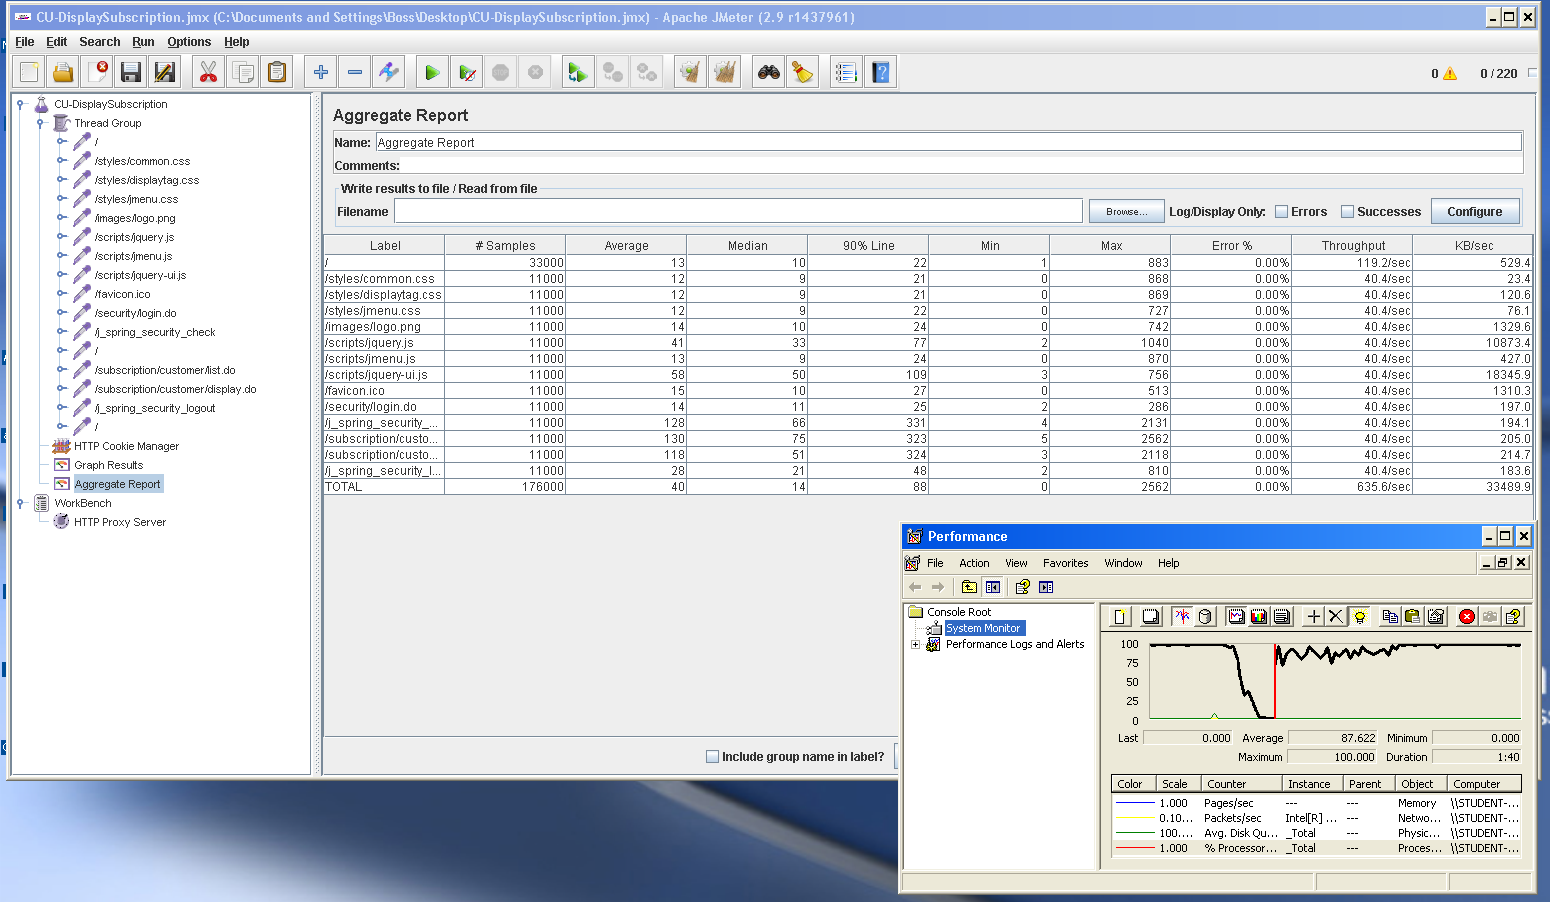 CU-DisplaySubscription.jmx (C:\Documents and Settings\Boss\Desktop\CU-DisplaySubscription.jmx) - Apache JMeter (2.9 r1437961)
File Edit Search Run Options Help
0 0 / 220
CU-DisplaySubscription
Thread Group
/
/styles/common.css
/styles/displaytag.css
/styles/jmenu.css
/images/logo.png
/scripts/jquery.js
/scripts/jmenu.js
/scripts/jquery-ui.js
/favicon.ico
/security/login.do
/j_spring_security_check
/
/subscription/customer/list.do
/subscription/customer/display.do
/j_spring_security_logout
/
HTTP Cookie Manager
Graph Results
Aggregate Report
WorkBench
HTTP Proxy Server
Aggregate Report
Name: Aggregate Report
Comments:
Write results to file / Read from file
Filename Browse... Log/Display Only: Errors Successes Configure
Label # Samples Average Median 90% Line Min Max Error % Throughput KB/sec
/ 33000 13 10 22 1 883 0.00% 119.2/sec 529.4
/styles/common.css 11000 12 9 21 0 868 0.00% 40.4/sec 23.4
/styles/displaytag.css 11000 12 9 21 0 869 0.00% 40.4/sec 120.6
/styles/jmenu.css 11000 12 9 22 0 727 0.00% 40.4/sec 76.1
/images/logo.png 11000 14 10 24 0 742 0.00% 40.4/sec 1329.6
/scripts/jquery.js 11000 41 33 77 2 1040 0.00% 40.4/sec 10873.4
/scripts/jmenu.js 11000 13 9 24 0 870 0.00% 40.4/sec 427.0
/scripts/jquery-ui.js 11000 58 50 109 3 756 0.00% 40.4/sec 18345.9
/favicon.ico 11000 15 10 27 0 513 0.00% 40.4/sec 1310.3
/security/login.do 11000 14 11 25 2 286 0.00% 40.4/sec 197.0
/j_spring_security_... 11000 128 66 331 4 2131 0.00% 40.4/sec 194.1
/subscription/custo... 11000 130 75 323 5 2562 0.00% 40.4/sec 205.0
/subscription/custo... 11000 118 51 324 3 2118 0.00% 40.4/sec 214.7
/j_spring_security_l... 11000 28 21 48 2 810 0.00% 40.4/sec 183.6
TOTAL 176000 40 14 88 0 2562 0.00% 635.6/sec 33489.9
Include group name in label?
Performance
File Action View Favorites Window Help
Console Root
System Monitor
Performance Logs and Alerts
100
75
50
25
0
Last 0.000 Average 87.622 Minimum 0.000
Maximum 100.000 Duration 1:40
Color Scale Counter Instance Parent Object Computer
1.000 Pages/sec --- --- Memory \\STUDENT-...
0.10... Packets/sec Intel[R] ... --- Netwo... \\STUDENT-...
100.... Avg. Disk Qu... _Total --- Physic... \\STUDENT-...
1.000 % Processor... _Total --- Proces... \\STUDENT-...